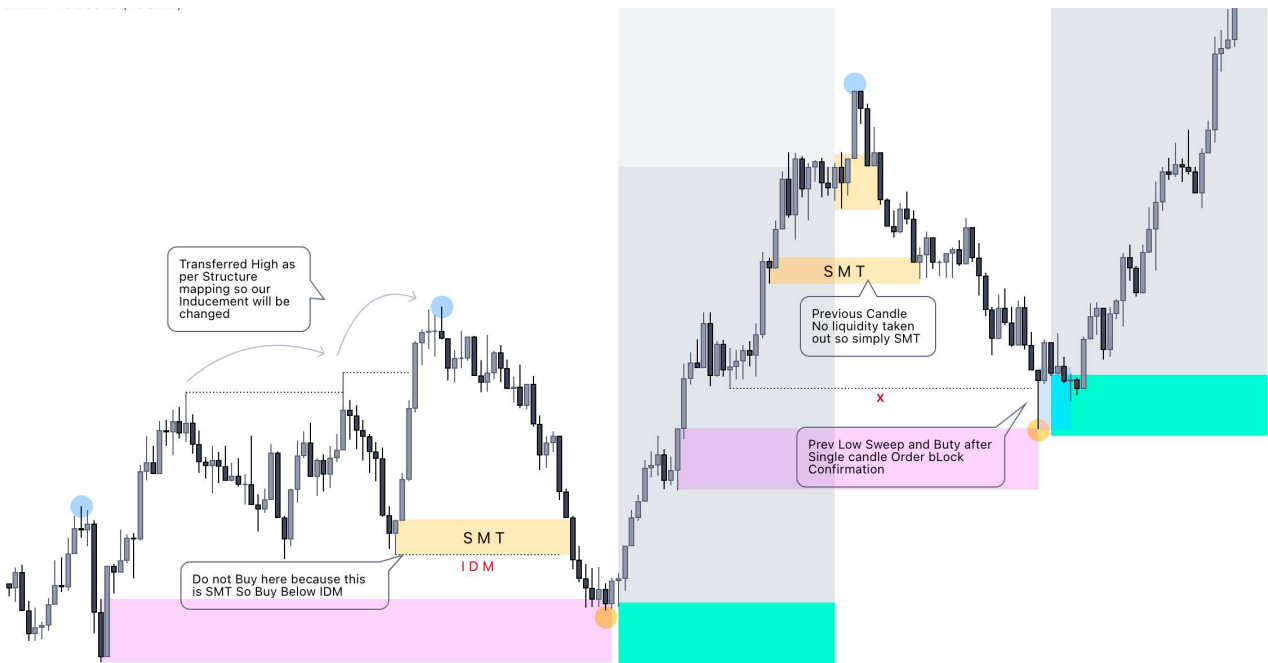 Transferred High as
per Structure
mapping so our
Inducement will be
changed
SMT
IDM
Do not Buy here because this
is SMT So Buy Below IDM
SMT
Previous Candle
No liquidity taken
out so simply SMT
x
Prev Low Sweep and Buty after
Single candle Order bLock
Confirmation